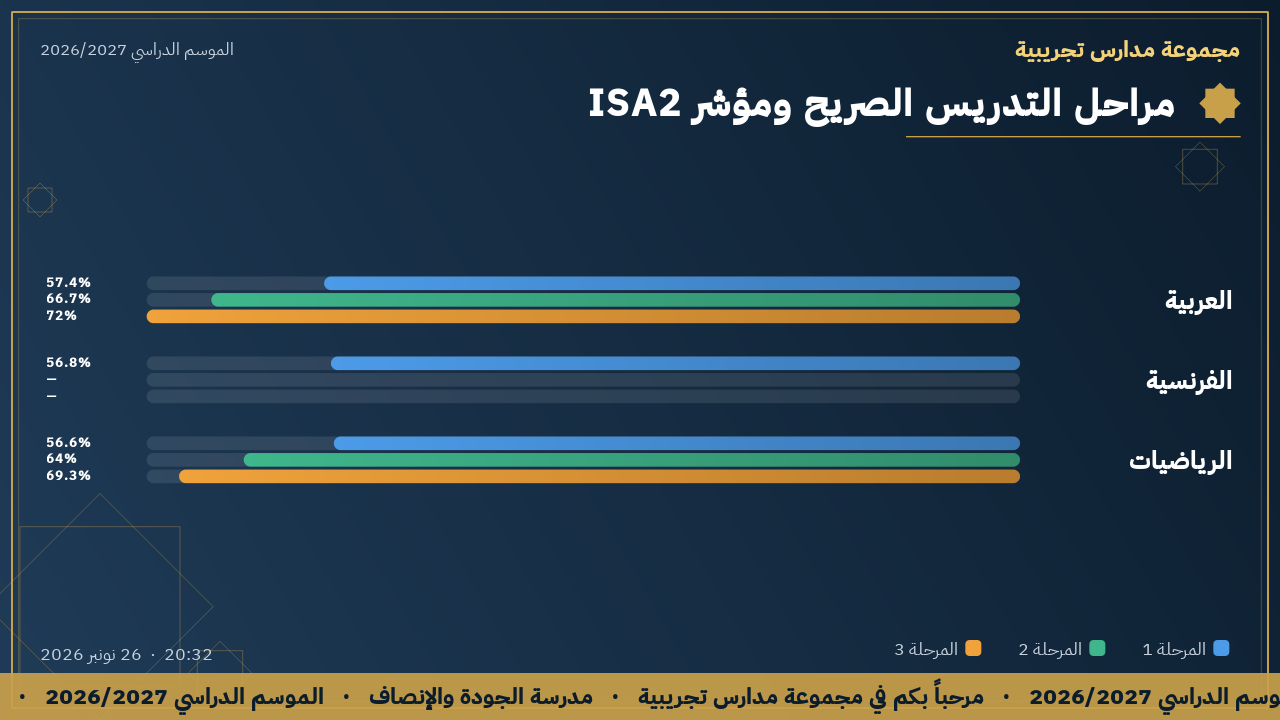 مجموعة مدارس تجريبية
الموسم الدراسي 2026/2027
مراحل التدريس الصريح ومؤشر ISA2
العربية
57.4%
66.7%
72%
الفرنسية
56.8%
–
–
الرياضيات
56.6%
64%
69.3%
المرحلة 1
المرحلة 2
المرحلة 3
20:32 · 26 نونبر 2026
وسم الدراسي 2026/2027 · مرحباً بكم في مجموعة مدارس تجريبية · مدرسة الجودة والإنصاف · الموسم الدراسي 2026/2027 ·